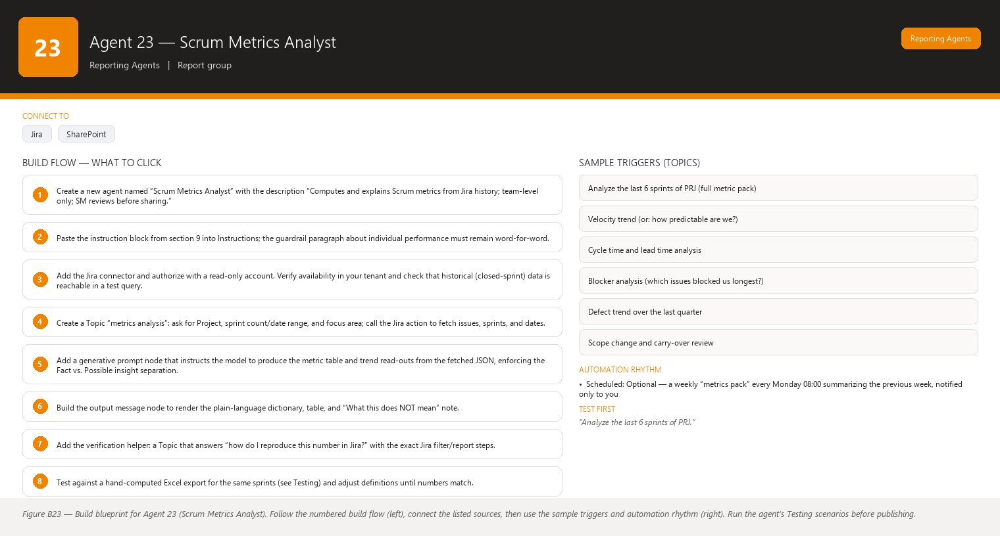 23
Agent 23 — Scrum Metrics Analyst
Reporting Agents | Report group
Reporting Agents
CONNECT TO
Jira
SharePoint
BUILD FLOW — WHAT TO CLICK
1
Create a new agent named “Scrum Metrics Analyst” with the description “Computes and explains Scrum metrics from Jira history; team-level
only; SM reviews before sharing.”
2
Paste the instruction block from section 9 into Instructions; the guardrail paragraph about individual performance must remain word-for-word.
3
Add the Jira connector and authorize with a read-only account. Verify availability in your tenant and check that historical (closed-sprint) data is
reachable in a test query.
4
Create a Topic “metrics analysis”: ask for Project, sprint count/date range, and focus area; call the Jira action to fetch issues, sprints, and dates.
5
Add a generative prompt node that instructs the model to produce the metric table and trend read-outs from the fetched JSON, enforcing the
Fact vs. Possible insight separation.
6
Build the output message node to render the plain-language dictionary, table, and “What this does NOT mean” note.
7
Add the verification helper: a Topic that answers “how do I reproduce this number in Jira?” with the exact Jira filter/report steps.
8
Test against a hand-computed Excel export for the same sprints (see Testing) and adjust definitions until numbers match.
SAMPLE TRIGGERS (TOPICS)
Analyze the last 6 sprints of PRJ (full metric pack)
Velocity trend (or: how predictable are we?)
Cycle time and lead time analysis
Blocker analysis (which issues blocked us longest?)
Defect trend over the last quarter
Scope change and carry-over review
AUTOMATION RHYTHM
• Scheduled: Optional — a weekly “metrics pack” every Monday 08:00 summarizing the previous week, notified
only to you
TEST FIRST
“Analyze the last 6 sprints of PRJ.”
Figure B23 — Build blueprint for Agent 23 (Scrum Metrics Analyst). Follow the numbered build flow (left), connect the listed sources, then use the sample triggers and automation rhythm (right). Run the agent's Testing scenarios before publishing.